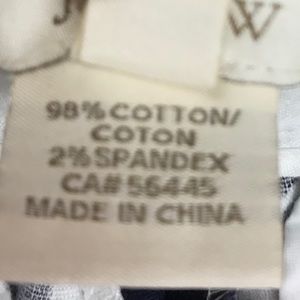 W
98% COTTON/
COTON
2% SPANDEX
CA# 56445
MADE IN CHINA